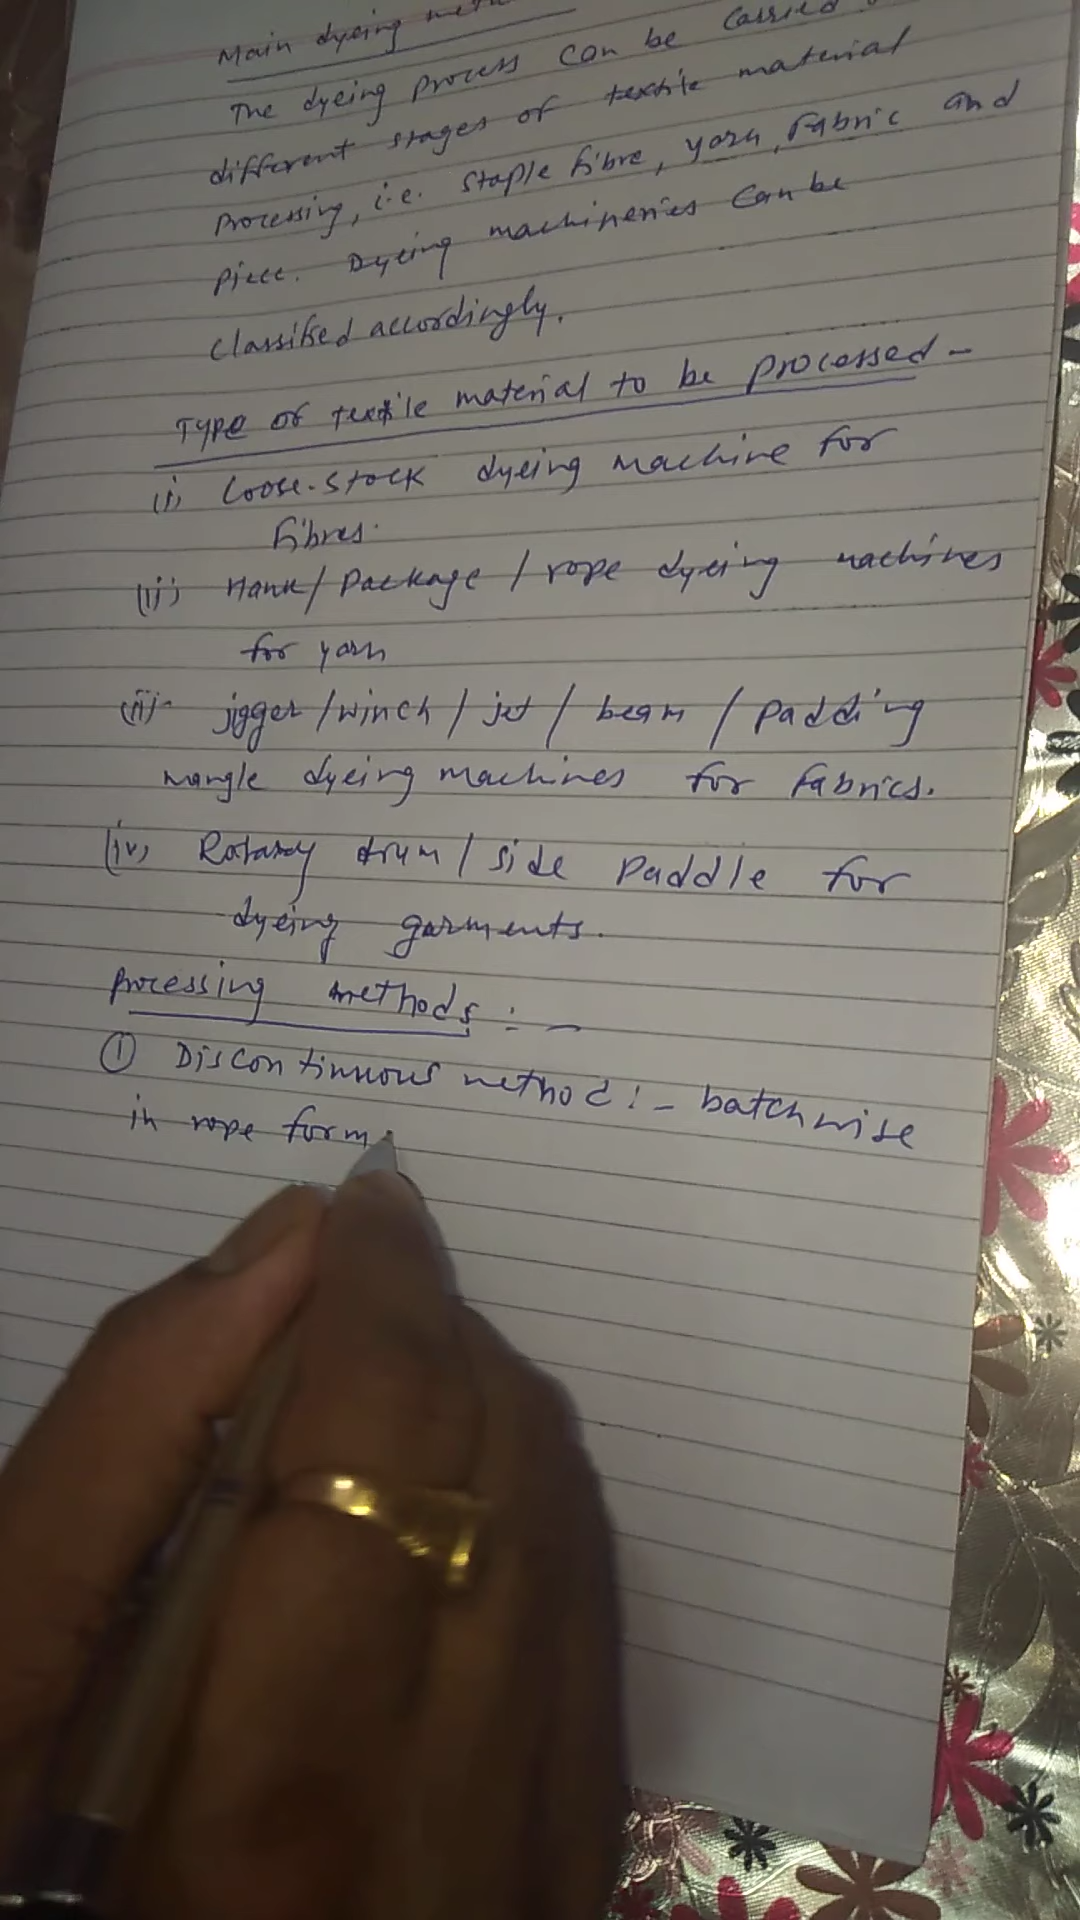 Main dyeing
The dyeing process can be carried
different stages of textile material
processing, i.e. staple fibre, yarn, fabric and
piece. Dyeing machineries can be
classified accordingly.
Type of textile material to be processed -
(i) Loose-stock dyeing machine for
fibres.
(ii) Hank/Package/rope dyeing machines
for yarn
(iii) jigger/winch/jet/beam/padding
mangle dyeing machines for fabrics.
(iv) Rotary drum/side paddle for
dyeing garments.
Processing methods :-
① Discontinuous method :- batchwise
in rope form